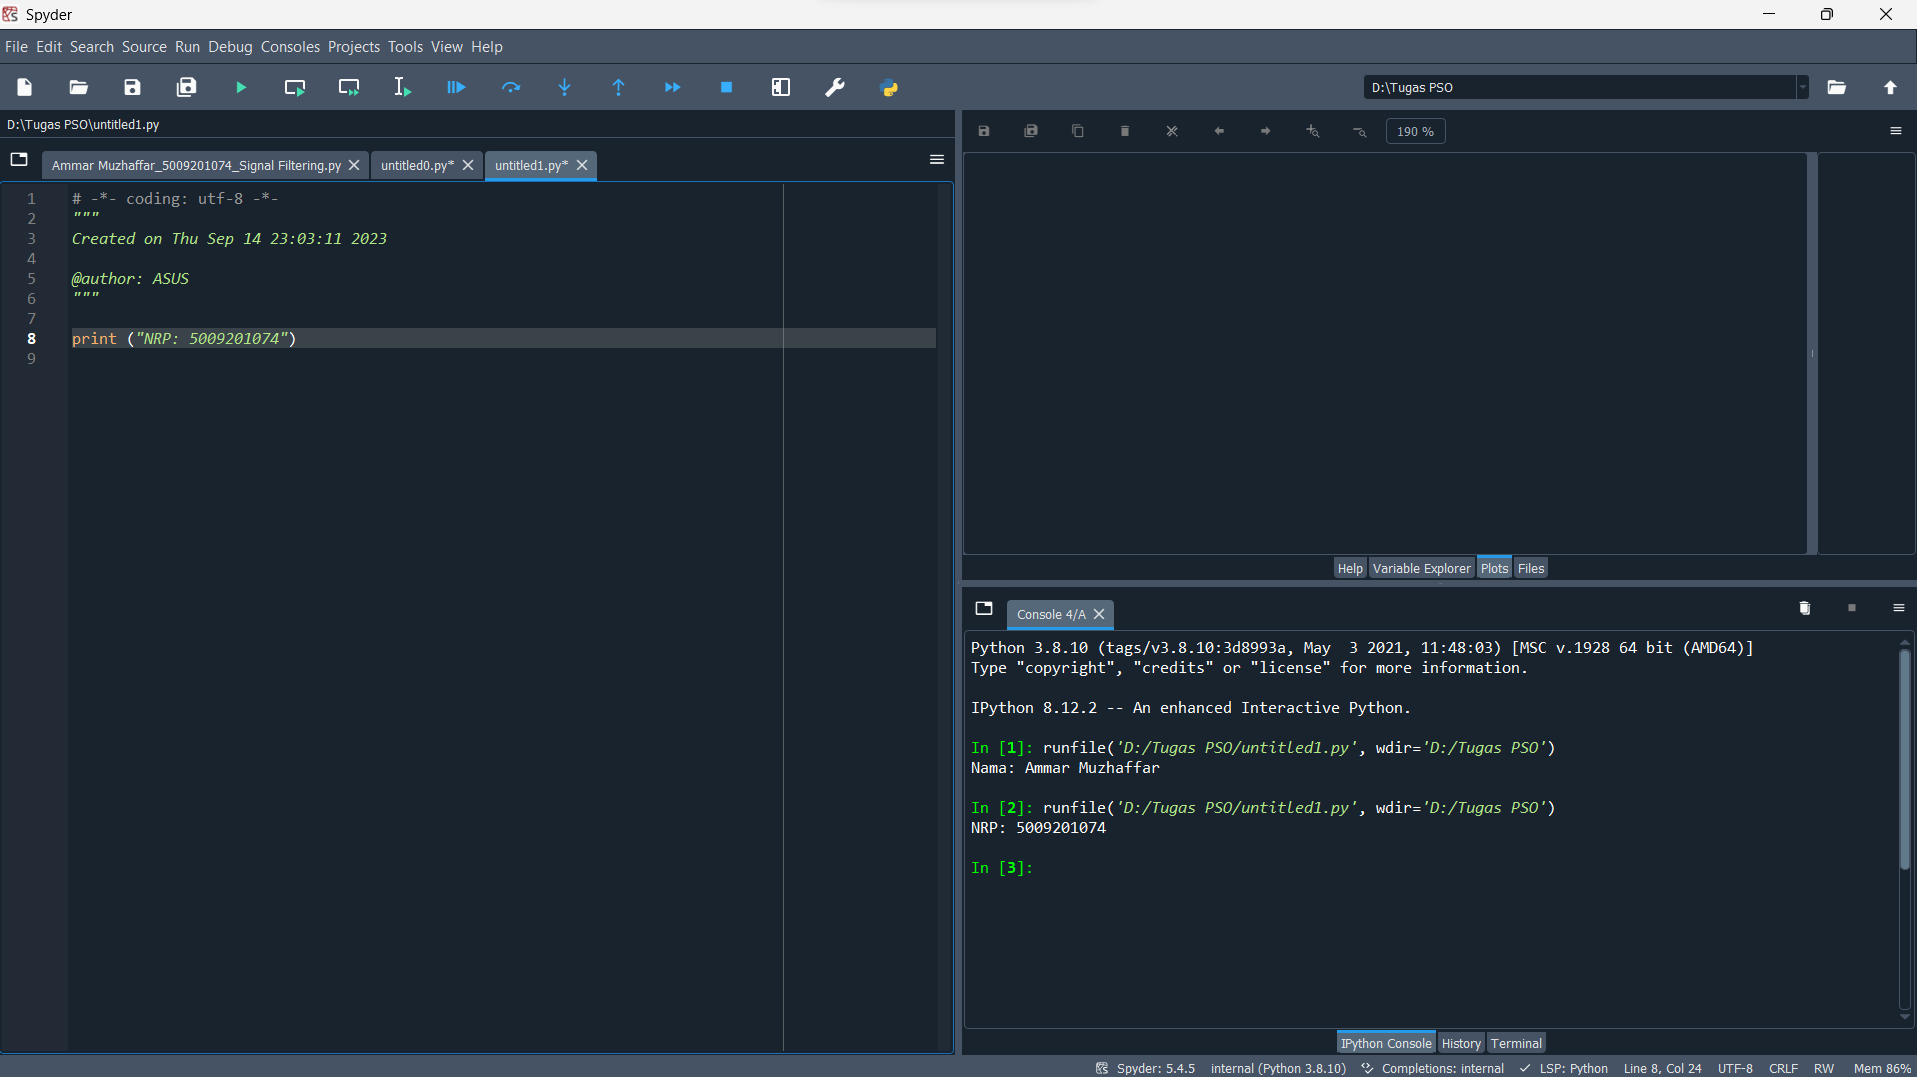 Spyder
File Edit Search Source Run Debug Consoles Projects Tools View Help
D:\Tugas PSO
D:\Tugas PSO\untitled1.py
Ammar Muzhaffar_5009201074_Signal Filtering.py
untitled0.py*
untitled1.py*
1 # -*- coding: utf-8 -*-
2 """
3 Created on Thu Sep 14 23:03:11 2023
4
5 @author: ASUS
6 """
7
8 print ("NRP: 5009201074")
9
190 %
Help Variable Explorer Plots Files
Console 4/A
Python 3.8.10 (tags/v3.8.10:3d8993a, May  3 2021, 11:48:03) [MSC v.1928 64 bit (AMD64)]
Type "copyright", "credits" or "license" for more information.
IPython 8.12.2 -- An enhanced Interactive Python.
In [1]: runfile('D:/Tugas PSO/untitled1.py', wdir='D:/Tugas PSO')
Nama: Ammar Muzhaffar
In [2]: runfile('D:/Tugas PSO/untitled1.py', wdir='D:/Tugas PSO')
NRP: 5009201074
In [3]:
IPython Console History Terminal
Spyder: 5.4.5 internal (Python 3.8.10) Completions: internal LSP: Python Line 8, Col 24 UTF-8 CRLF RW Mem 86%